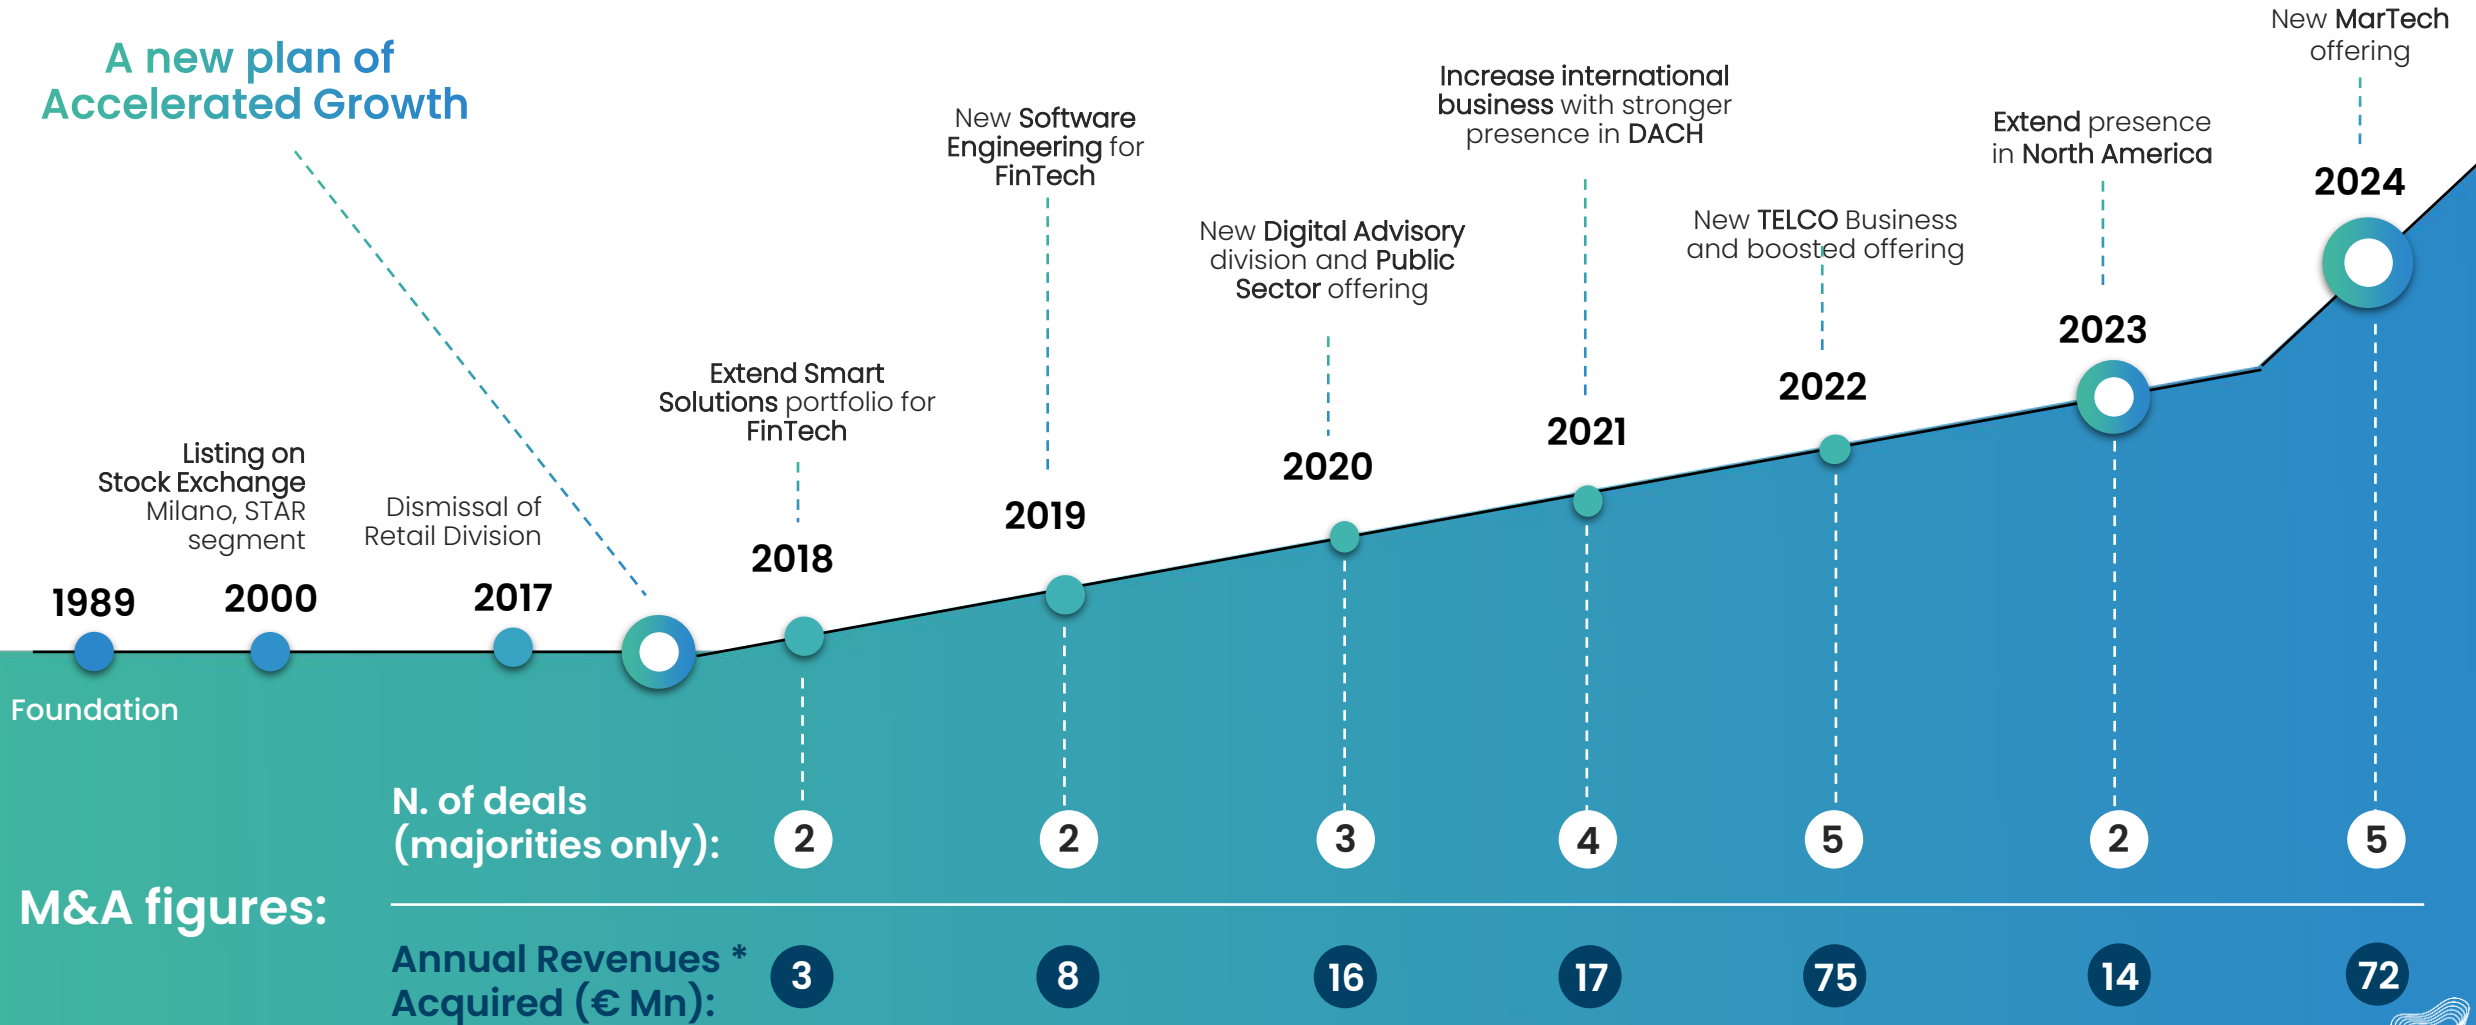 A new plan of
Accelerated Growth
1989
Foundation
Listing on
Stock Exchange
Milano, STAR
segment
2000
Dismissal of
Retail Division
2017
Extend Smart
Solutions portfolio for
FinTech
2018
New Software
Engineering for
FinTech
2019
New Digital Advisory
division and Public
Sector offering
2020
Increase international
business with stronger
presence in DACH
2021
New TELCO Business
and boosted offering
2022
Extend presence
in North America
2023
New MarTech
offering
2024
M&A figures:
N. of deals
(majorities only):
2
2
3
4
5
2
5
Annual Revenues *
Acquired (€ Mn):
3
8
16
17
75
14
72